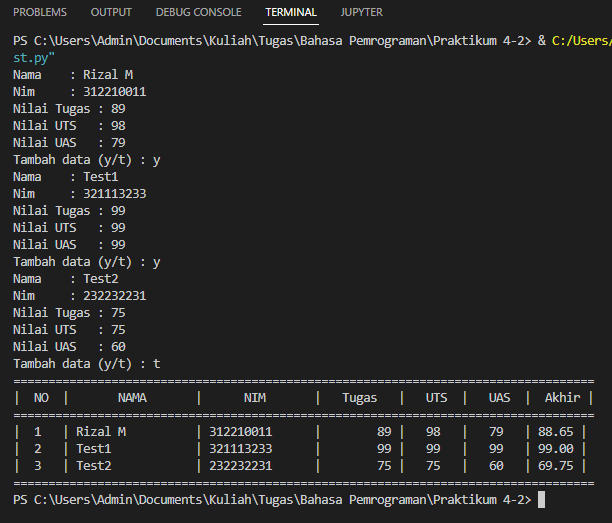 PROBLEMS OUTPUT DEBUG CONSOLE TERMINAL JUPYTER
PS C:\Users\Admin\Documents\Kuliah\Tugas\Bahasa Pemrograman\Praktikum 4-2> & C:/Users/
st.py"
Nama    : Rizal M
Nim     : 312210011
Nilai Tugas : 89
Nilai UTS   : 98
Nilai UAS   : 79
Tambah data (y/t) : y
Nama    : Test1
Nim     : 321113233
Nilai Tugas : 99
Nilai UTS   : 99
Nilai UAS   : 99
Tambah data (y/t) : y
Nama    : Test2
Nim     : 232232231
Nilai Tugas : 75
Nilai UTS   : 75
Nilai UAS   : 60
Tambah data (y/t) : t
===================================================================================
|  NO  |       NAMA       |      NIM       |   Tugas   |   UTS  |   UAS  |   Akhir |
===================================================================================
|  1   | Rizal M          | 312210011      |        89 |   98   |   79   | 88.65 |
|  2   | Test1            | 321113233      |        99 |   99   |   99   | 99.00 |
|  3   | Test2            | 232232231      |        75 |   75   |   60   | 69.75 |
===================================================================================
PS C:\Users\Admin\Documents\Kuliah\Tugas\Bahasa Pemrograman\Praktikum 4-2>